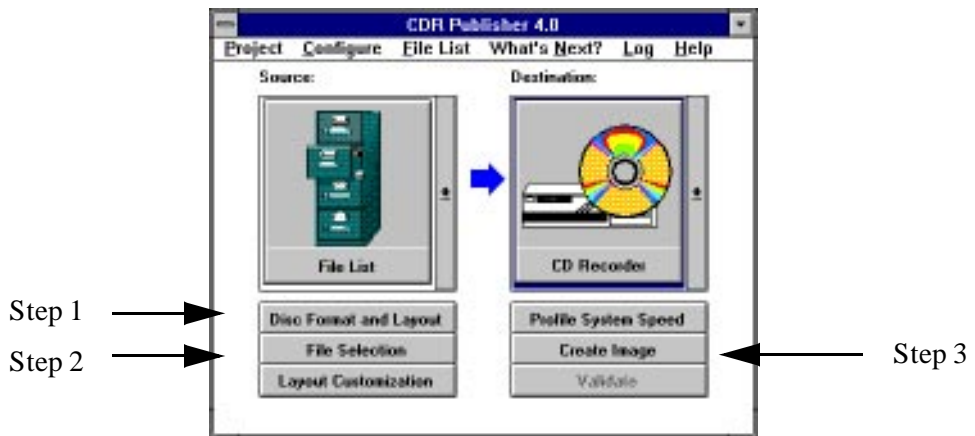 CDR Publisher 4.0
Project Configure File List What's Next? Log Help
Source: Destination:
File List CD Recorder
Step 1
Disc Format and Layout Profile System Speed
Step 2
File Selection Create Image
Step 3
Layout Customization Validate